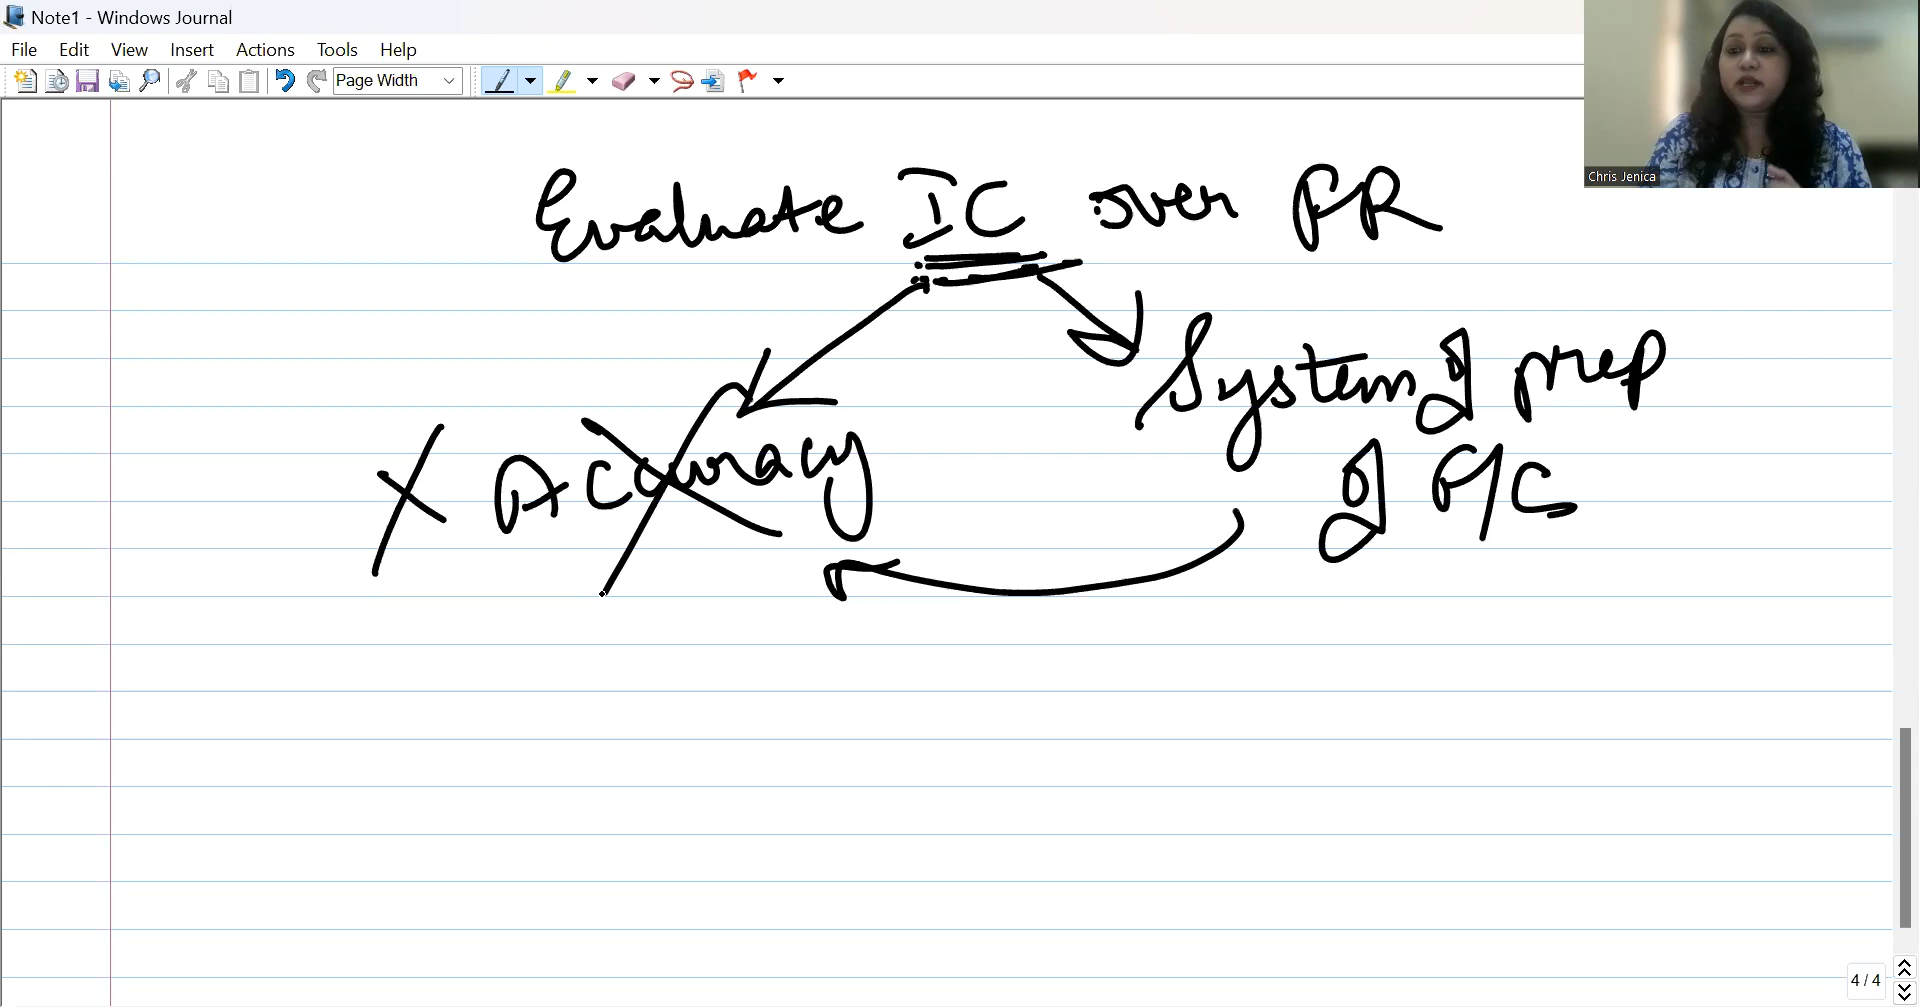 Note1 - Windows Journal
File Edit View Insert Actions Tools Help
Page Width
Chris Jenica
Evaluate IC over FR
System of prep
of F/C
X Accuracy
4 / 4